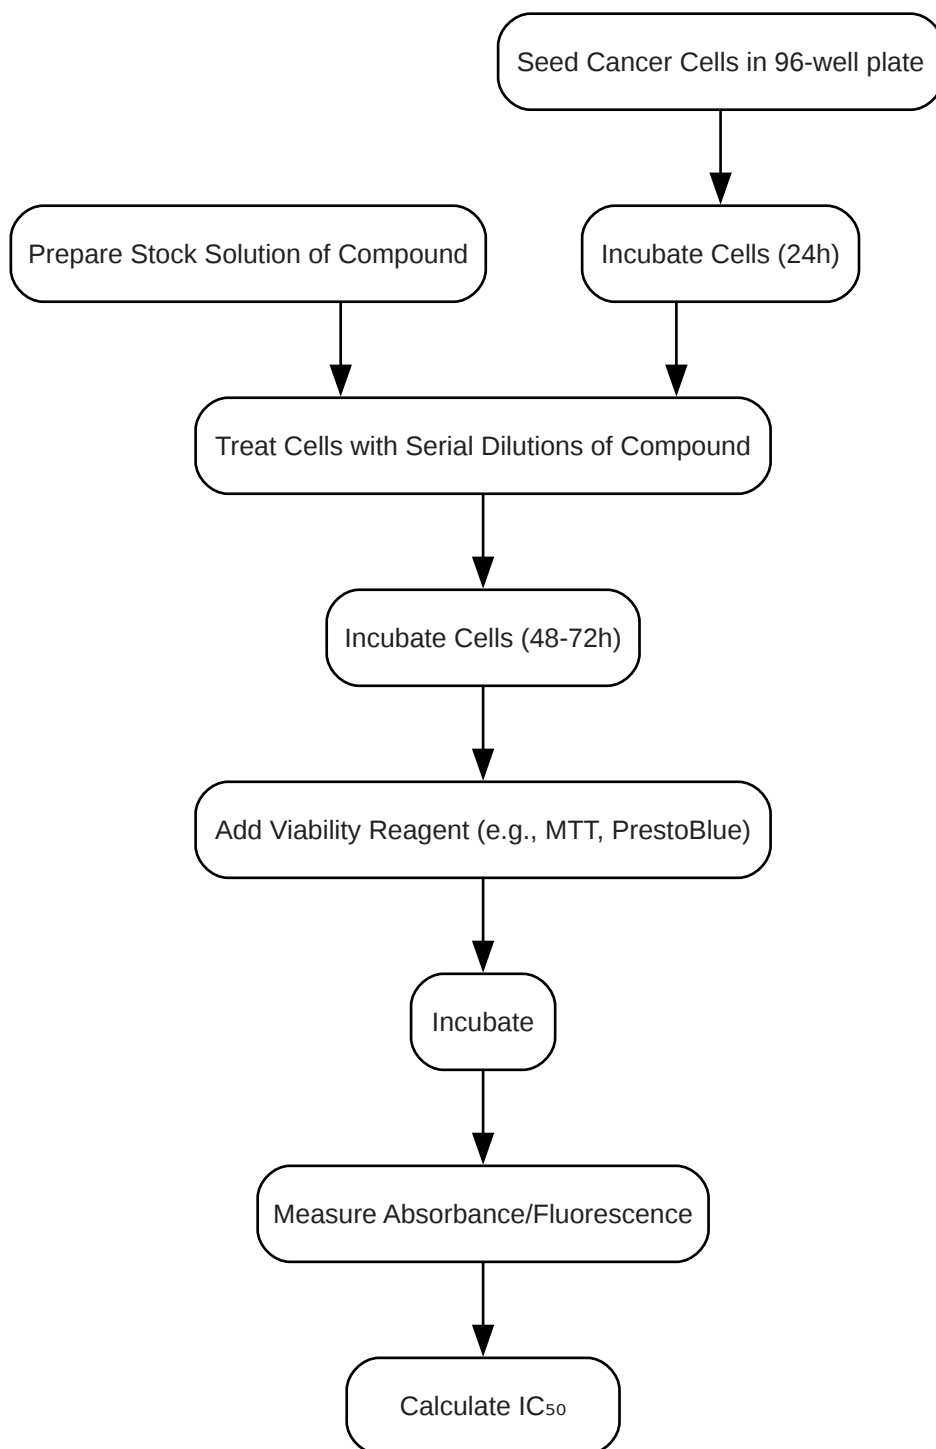 Seed Cancer Cells in 96-well plate
Prepare Stock Solution of Compound
Incubate Cells (24h)
Treat Cells with Serial Dilutions of Compound
Incubate Cells (48-72h)
Add Viability Reagent (e.g., MTT, PrestoBlue)
Incubate
Measure Absorbance/Fluorescence
Calculate IC₅₀